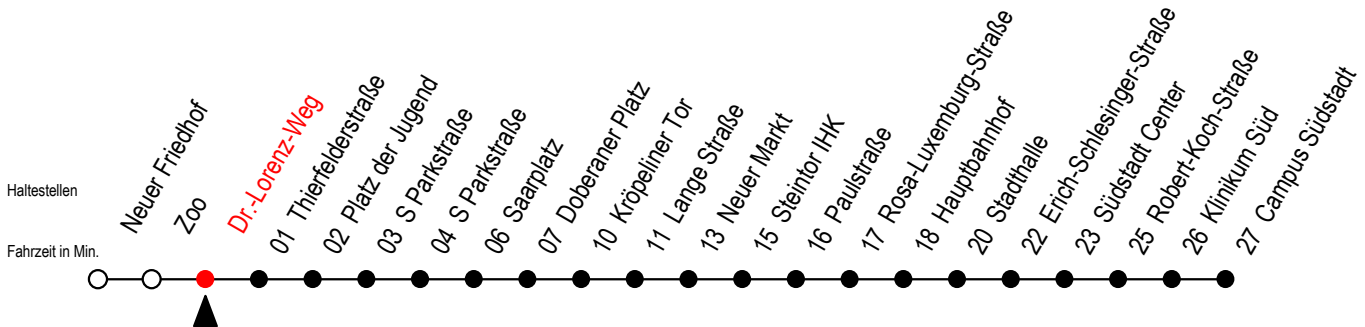 Haltestellen
Fahrzeit in Min.
Neuer Friedhof
Zoo
Dr.-Lorenz-Weg
01 Thierfelderstraße
02 Platz der Jugend
03 S Parkstraße
04 S Parkstraße
06 Saarplatz
07 Doberaner Platz
10 Kröpeliner Tor
11 Lange Straße
13 Neuer Markt
15 Steintor IHK
16 Paulstraße
17 Rosa-Luxemburg-Straße
18 Hauptbahnhof
20 Stadthalle
22 Erich-Schlesinger-Straße
23 Südstadt Center
25 Robert-Koch-Straße
26 Klinikum Süd
27 Campus Südstadt